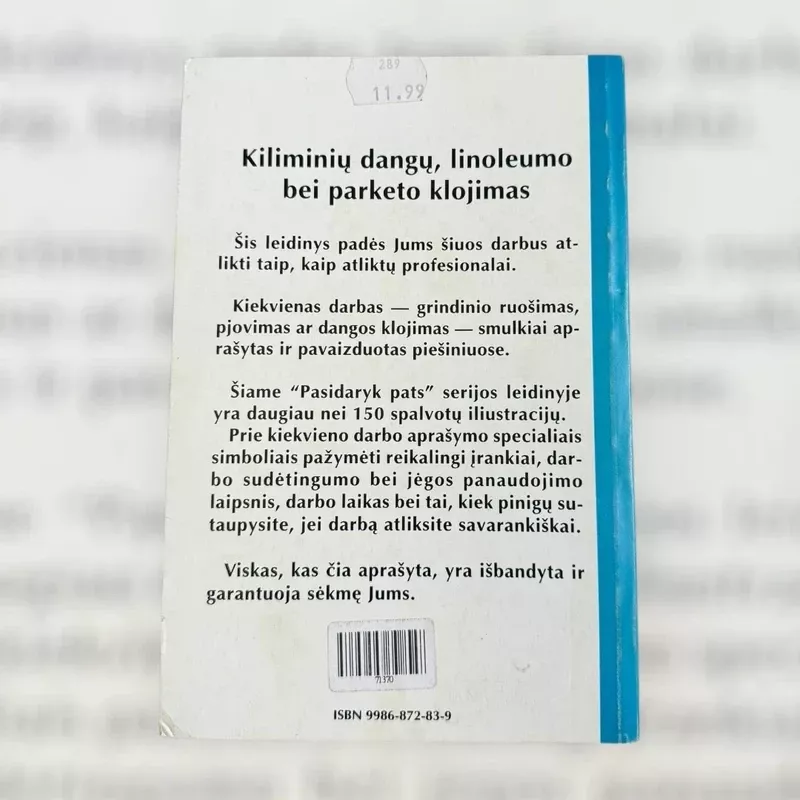 289
11.99
Kiliminių dangų, linoleumo
bei parketo klojimas
Šis leidinys padės Jums šiuos darbus at-
likti taip, kaip atliktų profesionalai.
Kiekvienas darbas — grindinio ruošimas,
pjovimas ar dangos klojimas — smulkiai ap-
rašytas ir pavaizduotas piešiniuose.
Šiame “Pasidaryk pats” serijos leidinyje
yra daugiau nei 150 spalvotų iliustracijų.
Prie kiekvieno darbo aprašymo specialiais
simboliais pažymėti reikalingi įrankiai, dar-
bo sudėtingumo bei jėgos panaudojimo
laipsnis, darbo laikas bei tai, kiek pinigų su-
taupysite, jei darbą atliksite savarankiškai.
Viskas, kas čia aprašyta, yra išbandyta ir
garantuoja sėkmę Jums.
71370
ISBN 9986-872-83-9